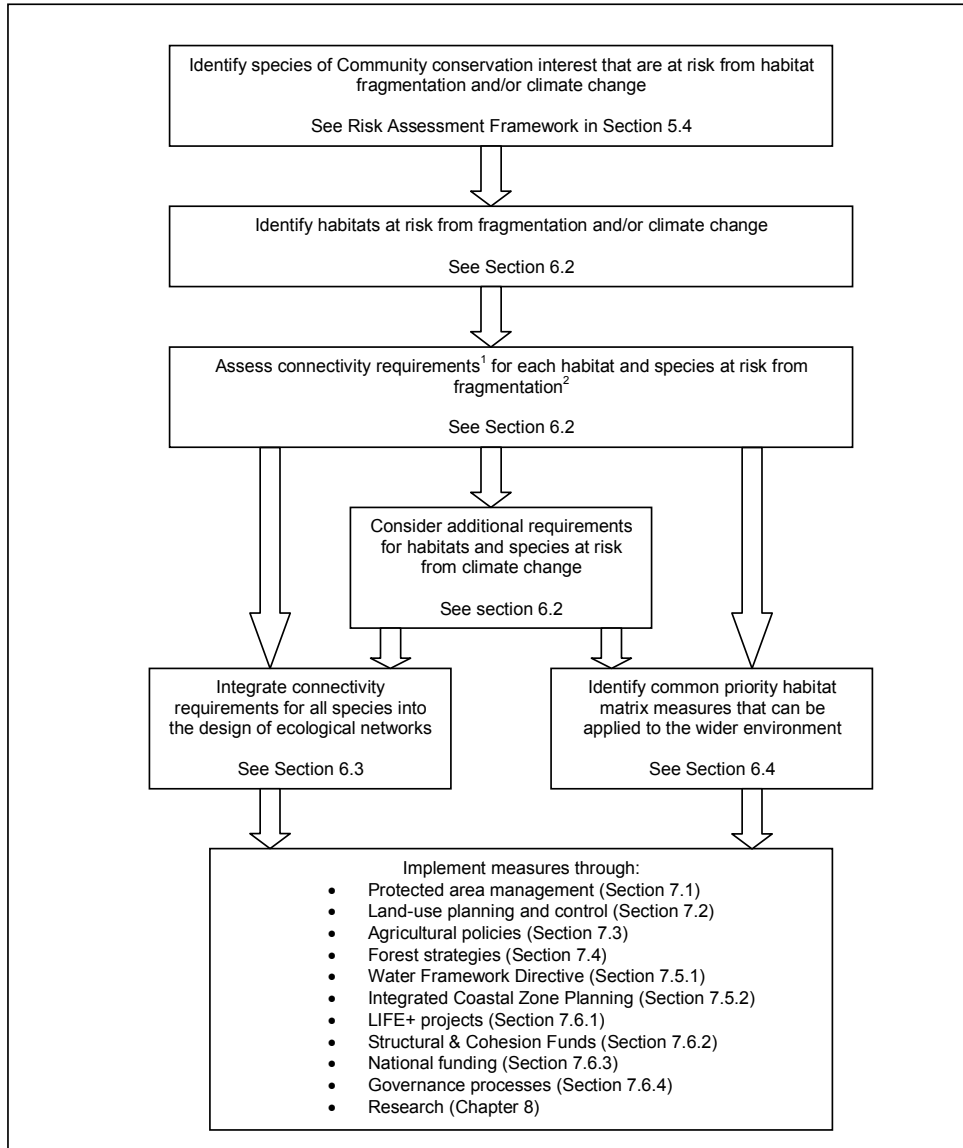 Identify species of Community conservation interest that are at risk from habitat
fragmentation and/or climate change
See Risk Assessment Framework in Section 5.4
Identify habitats at risk from fragmentation and/or climate change
See Section 6.2
Assess connectivity requirements¹ for each habitat and species at risk from
fragmentation²
See Section 6.2
Consider additional requirements
for habitats and species at risk
from climate change
See section 6.2
Integrate connectivity
requirements for all species into
the design of ecological networks
See Section 6.3
Identify common priority habitat
matrix measures that can be
applied to the wider environment
See Section 6.4
Implement measures through:
• Protected area management (Section 7.1)
• Land-use planning and control (Section 7.2)
• Agricultural policies (Section 7.3)
• Forest strategies (Section 7.4)
• Water Framework Directive (Section 7.5.1)
• Integrated Coastal Zone Planning (Section 7.5.2)
• LIFE+ projects (Section 7.6.1)
• Structural & Cohesion Funds (Section 7.6.2)
• National funding (Section 7.6.3)
• Governance processes (Section 7.6.4)
• Research (Chapter 8)